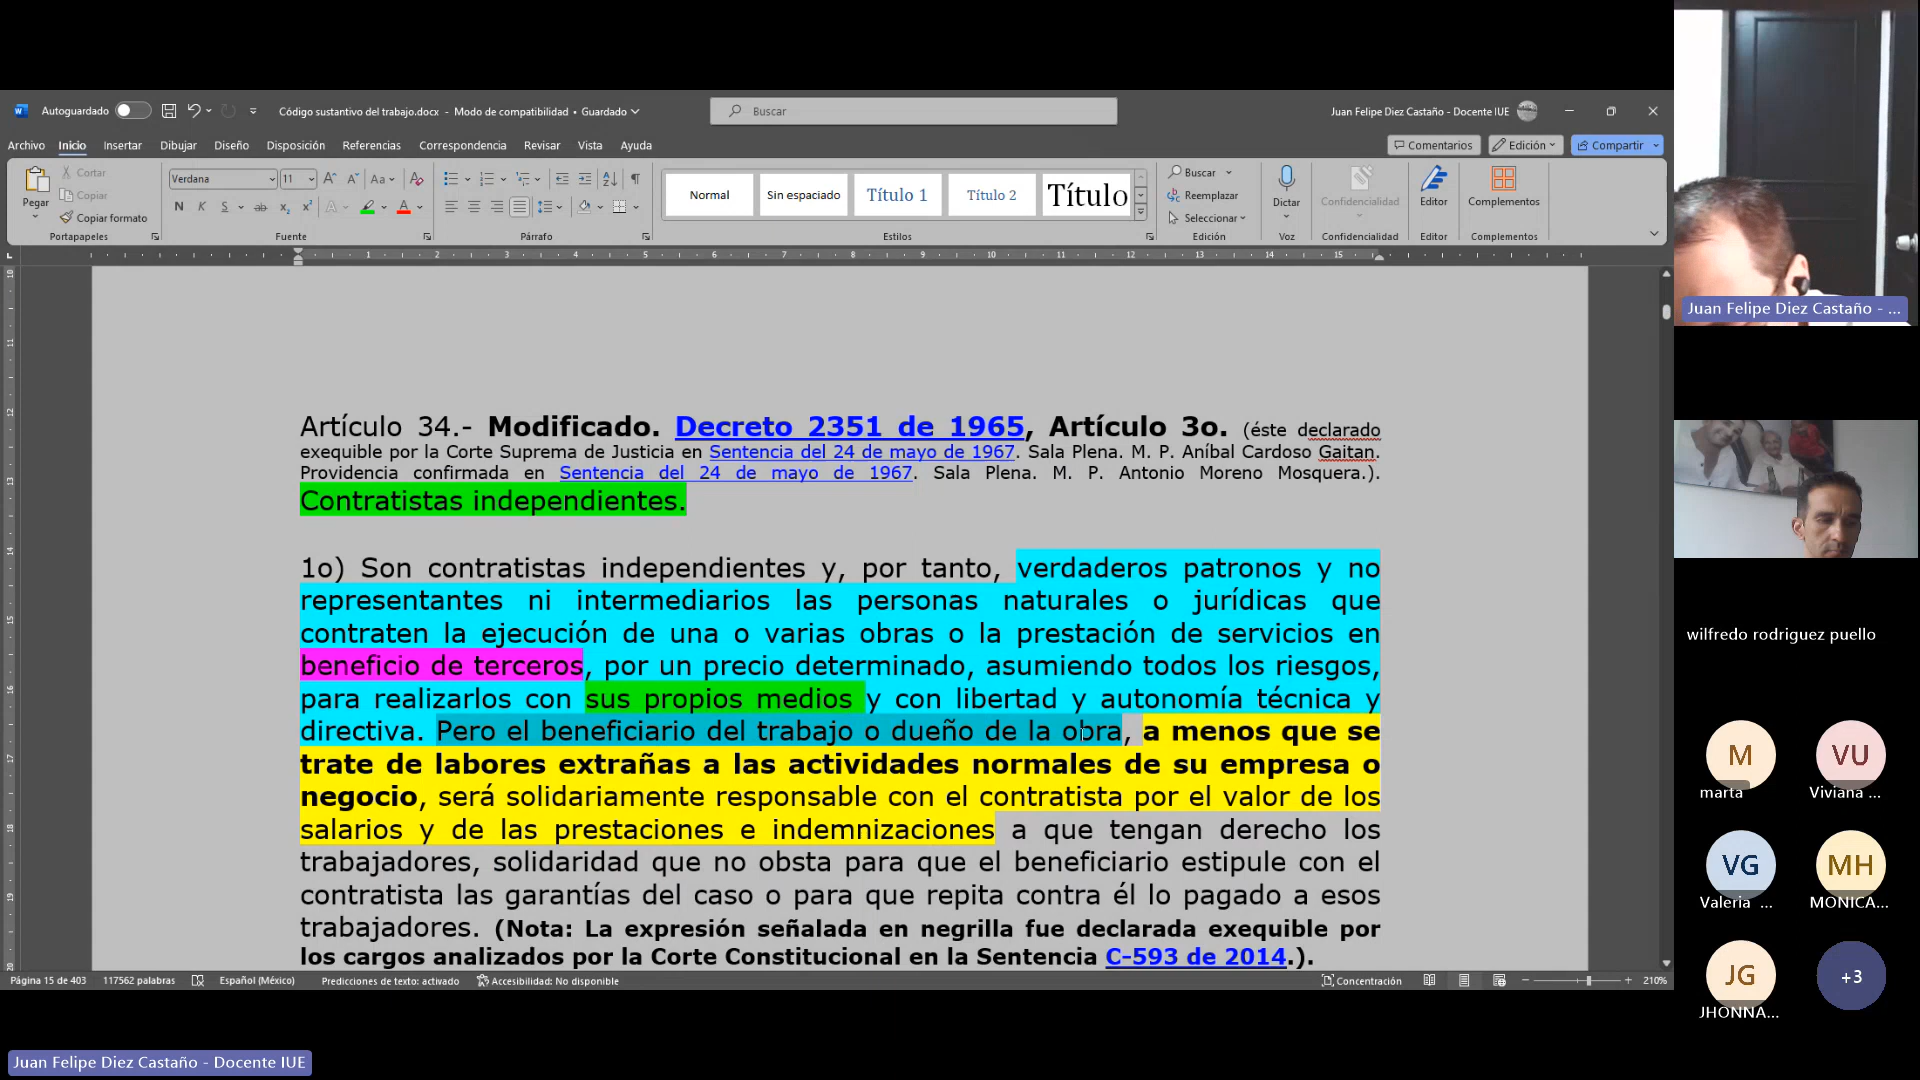 Autoguardado
Código sustantivo del trabajo.docx - Modo de compatibilidad • Guardado
Buscar
Juan Felipe Diez Castaño - Docente IUE
Archivo Inicio Insertar Dibujar Diseño Disposición Referencias Correspondencia Revisar Vista Ayuda
Comentarios Edición Compartir
Pegar
Cortar
Copiar
Copiar formato
Portapapeles
Verdana 11
Fuente
Párrafo
Normal Sin espaciado Título 1 Título 2 Título
Estilos
Buscar
Reemplazar
Seleccionar
Edición
Dictar
Voz
Confidencialidad
Confidencialidad
Editor
Editor
Complementos
Complementos
1 2 3 4 5 6 7 8 9 10 11 12 13 14 15
Artículo 34.- Modificado. Decreto 2351 de 1965, Artículo 3o. (éste declarado
exequible por la Corte Suprema de Justicia en Sentencia del 24 de mayo de 1967. Sala Plena. M. P. Aníbal Cardoso Gaitan.
Providencia confirmada en Sentencia del 24 de mayo de 1967. Sala Plena. M. P. Antonio Moreno Mosquera.).
Contratistas independientes.
1o) Son contratistas independientes y, por tanto, verdaderos patronos y no
representantes ni intermediarios las personas naturales o jurídicas que
contraten la ejecución de una o varias obras o la prestación de servicios en
beneficio de terceros, por un precio determinado, asumiendo todos los riesgos,
para realizarlos con sus propios medios y con libertad y autonomía técnica y
directiva. Pero el beneficiario del trabajo o dueño de la obra, a menos que se
trate de labores extrañas a las actividades normales de su empresa o
negocio, será solidariamente responsable con el contratista por el valor de los
salarios y de las prestaciones e indemnizaciones a que tengan derecho los
trabajadores, solidaridad que no obsta para que el beneficiario estipule con el
contratista las garantías del caso o para que repita contra él lo pagado a esos
trabajadores. (Nota: La expresión señalada en negrilla fue declarada exequible por
los cargos analizados por la Corte Constitucional en la Sentencia C-593 de 2014.).
Página 15 de 403 117562 palabras Español (México) Predicciones de texto: activado Accesibilidad: No disponible Concentración 210%
Juan Felipe Diez Castaño - Docente IUE
Juan Felipe Diez Castaño - ...
wilfredo rodriguez puello
M
marta
VU
Viviana ...
VG
Valeria ...
MH
MONICA...
JG
JHONNA...
+3